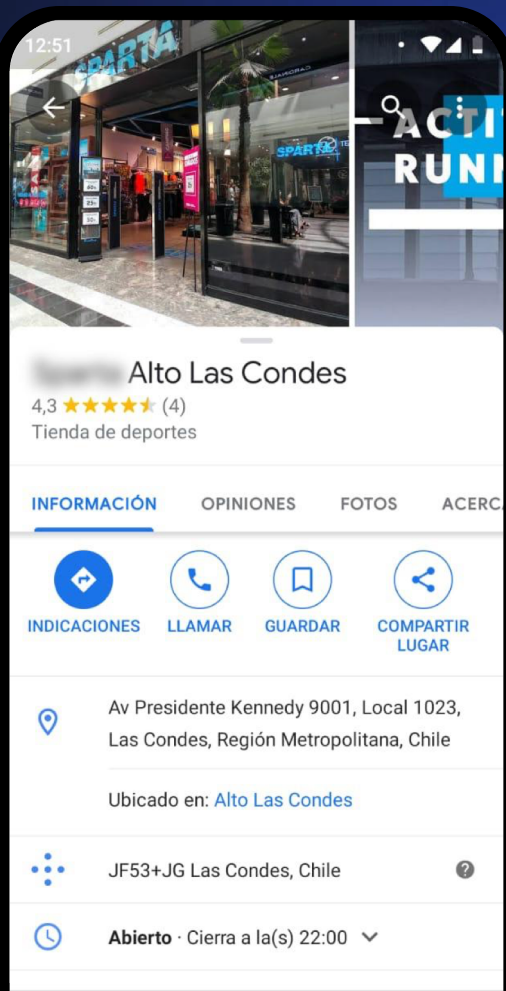 12:51
SPARTA
SPARTA
ACTI
RUNN
Alto Las Condes
4,3 (4)
Tienda de deportes
INFORMACIÓN OPINIONES FOTOS ACERCA
INDICACIONES LLAMAR GUARDAR COMPARTIR LUGAR
Av Presidente Kennedy 9001, Local 1023,
Las Condes, Región Metropolitana, Chile
Ubicado en: Alto Las Condes
JF53+JG Las Condes, Chile
Abierto · Cierra a la(s) 22:00